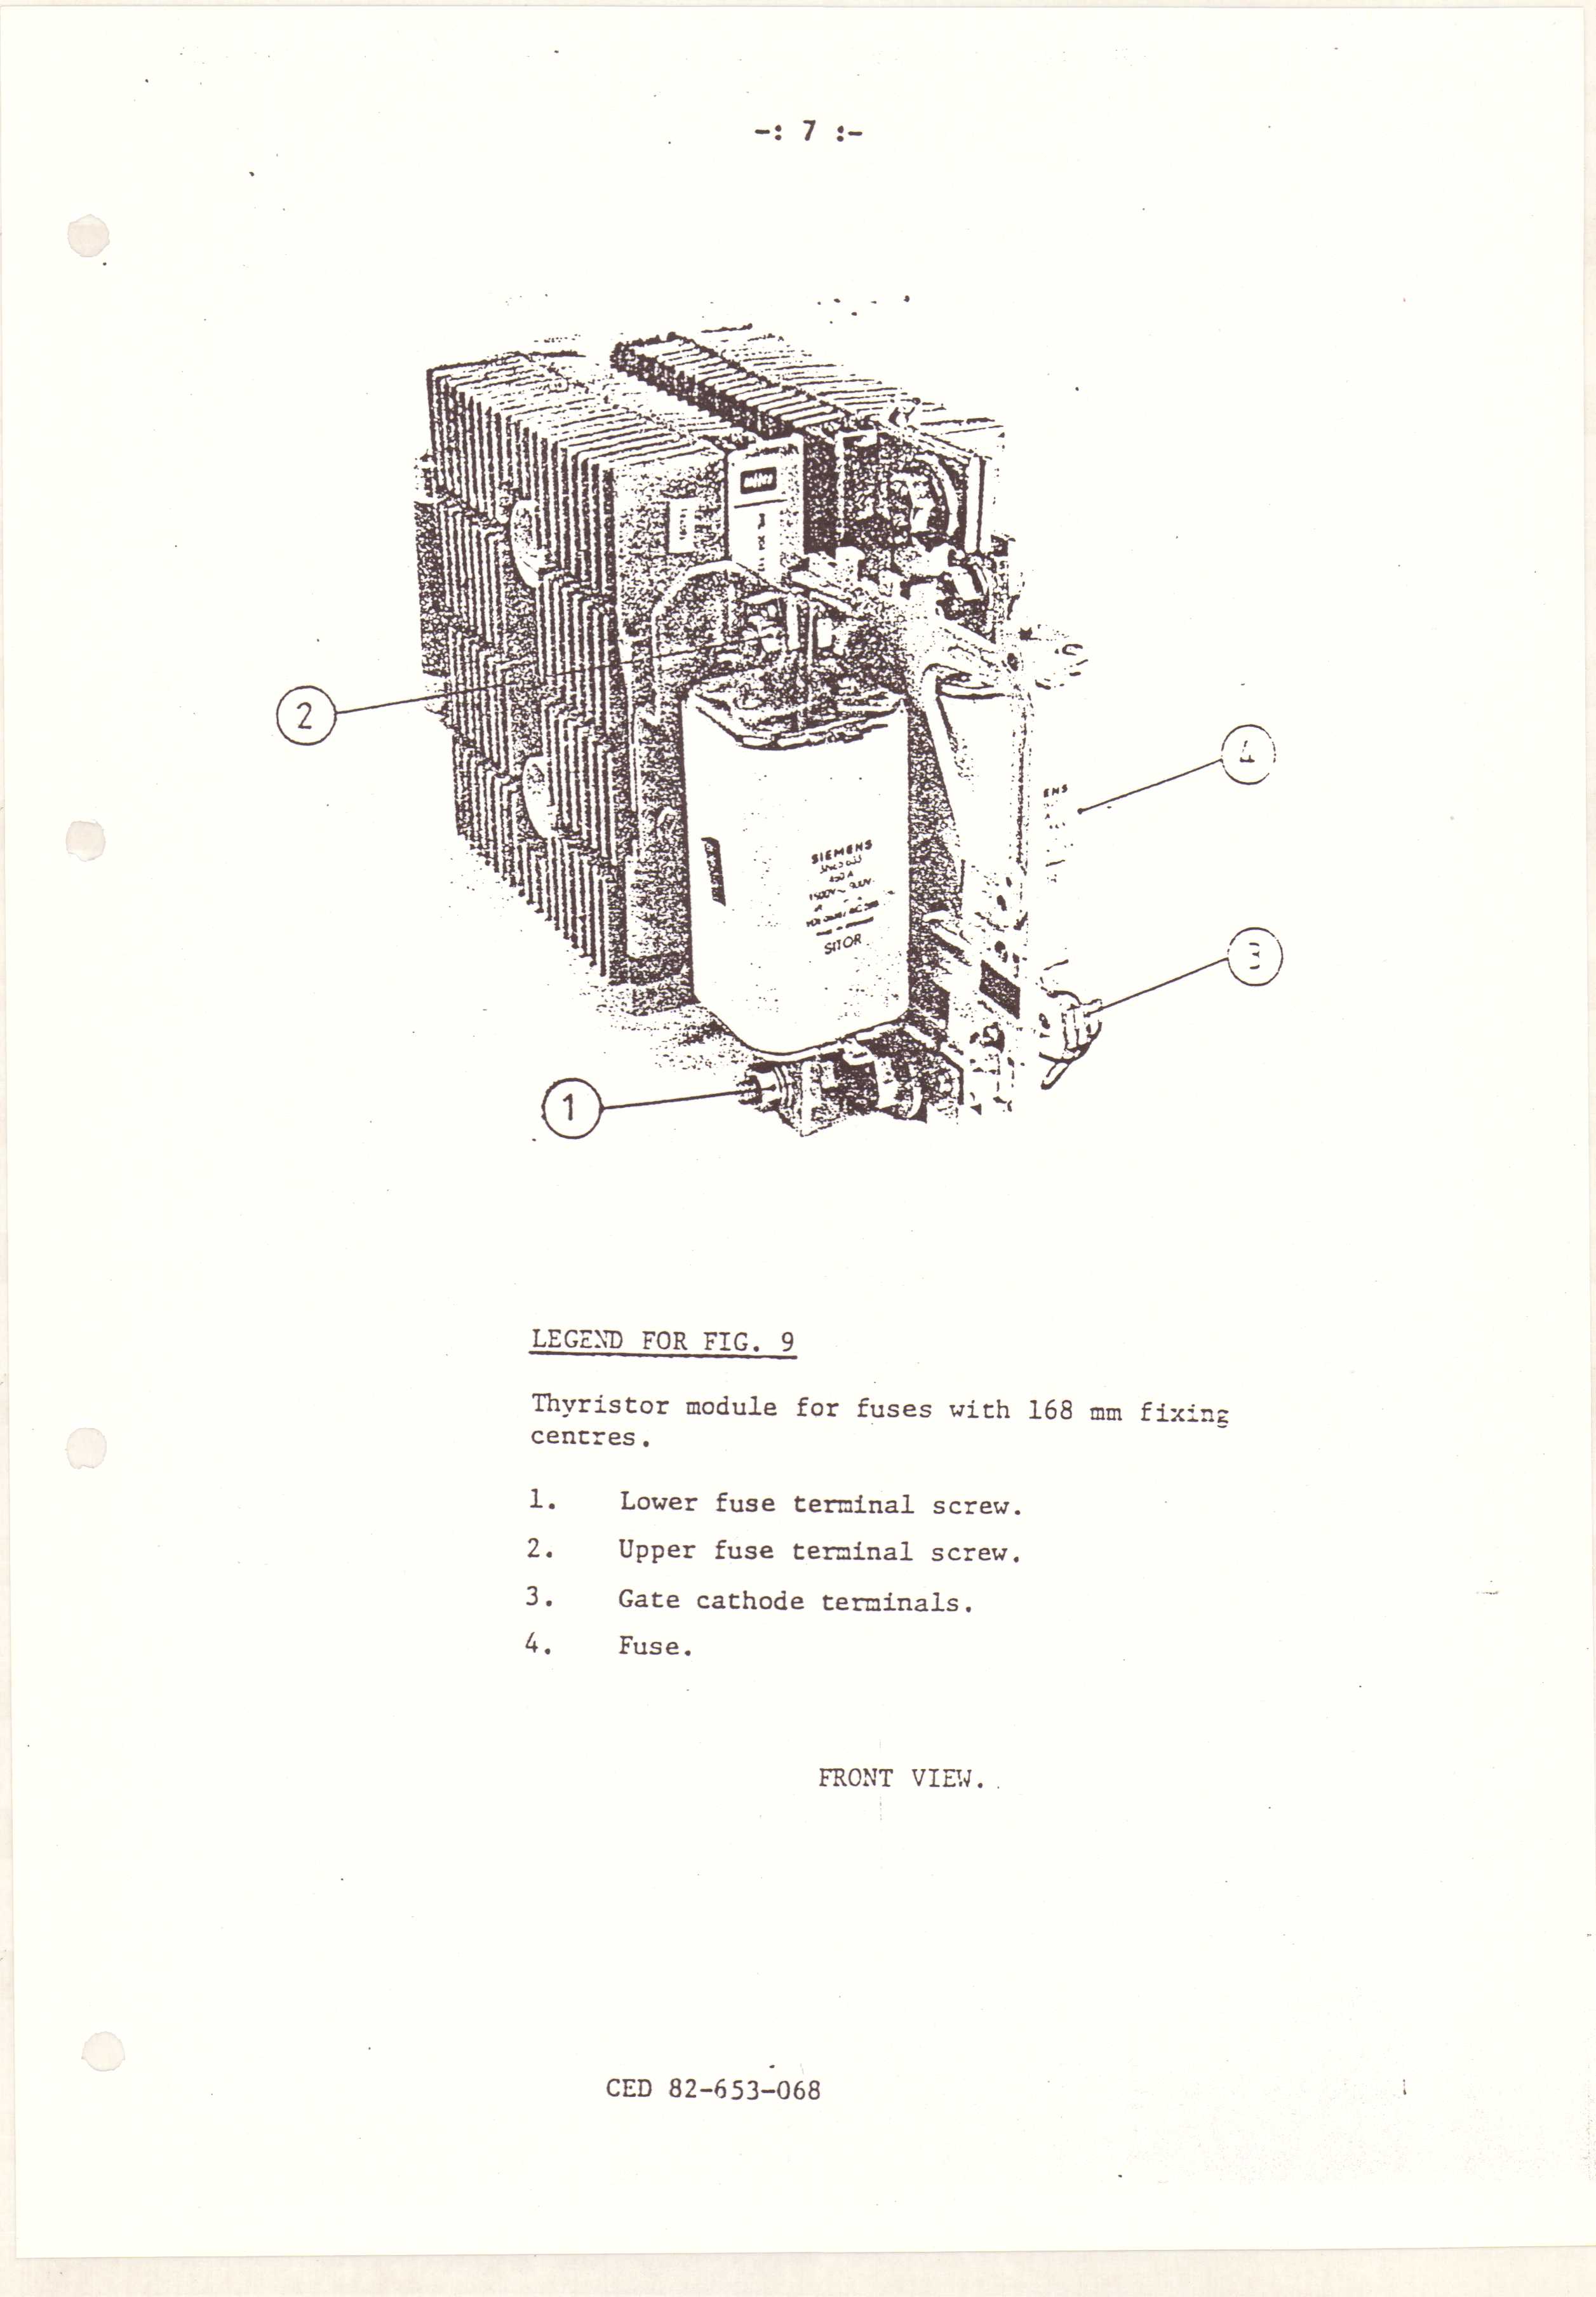 -: 7 :-
2
4
ENS
SIEMENS
450 A
SITOR
3
1
LEGEND FOR FIG. 9
Thyristor module for fuses with 168 mm fixing
centres.
1. Lower fuse terminal screw.
2. Upper fuse terminal screw.
3. Gate cathode terminals.
4. Fuse.
FRONT VIEW.
CED 82-653-068